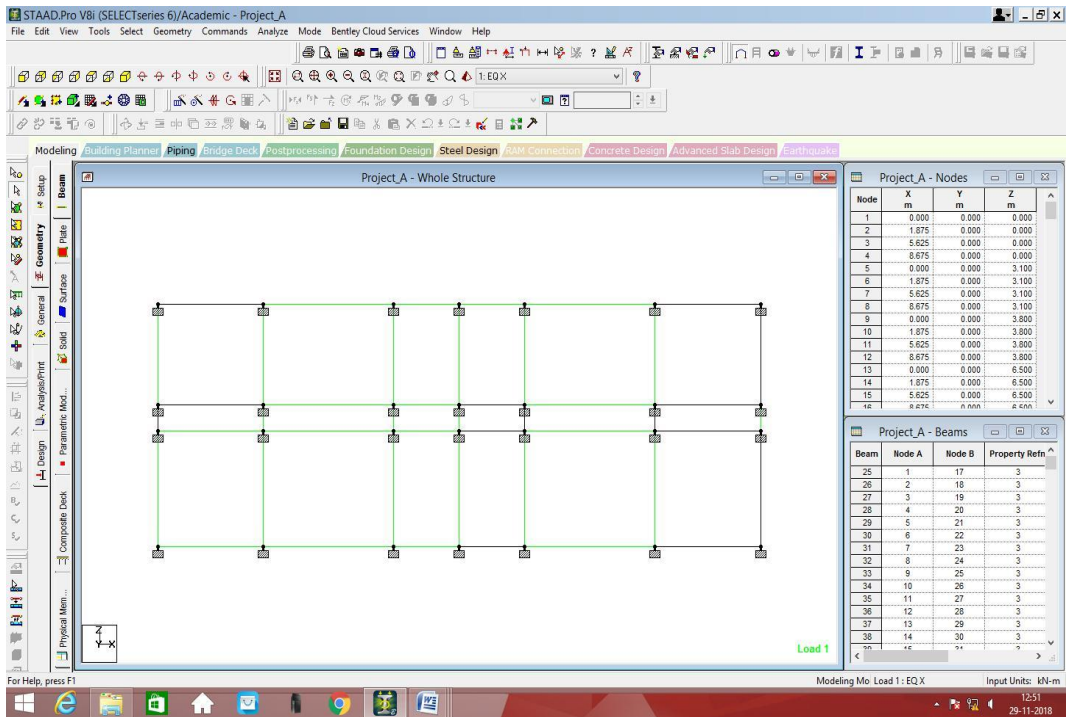 STAAD.Pro V8i (SELECTseries 6)/Academic - Project_A
File Edit View Tools Select Geometry Commands Analyze Mode Bentley Cloud Services Window Help
1: EQ X
Modeling Building Planner Piping Bridge Deck Postprocessing Foundation Design Steel Design RAM Connection Concrete Design Advanced Slab Design Earthquake
Setup
Geometry
General
Analysis/Print
Design
Beam
Plate
Surface
Solid
Parametric Mod...
Composite Deck
Physical Mem...
Project_A - Whole Structure
Z
Y X
Load 1
Project_A - Nodes
Node X m Y m Z m
1 0.000 0.000 0.000
2 1.875 0.000 0.000
3 5.625 0.000 0.000
4 8.675 0.000 0.000
5 0.000 0.000 3.100
6 1.875 0.000 3.100
7 5.625 0.000 3.100
8 8.675 0.000 3.100
9 0.000 0.000 3.800
10 1.875 0.000 3.800
11 5.625 0.000 3.800
12 8.675 0.000 3.800
13 0.000 0.000 6.500
14 1.875 0.000 6.500
15 5.625 0.000 6.500
16 8.675 0.000 6.500
Project_A - Beams
Beam Node A Node B Property Refn
25 1 17 3
26 2 18 3
27 3 19 3
28 4 20 3
29 5 21 3
30 6 22 3
31 7 23 3
32 8 24 3
33 9 25 3
34 10 26 3
35 11 27 3
36 12 28 3
37 13 29 3
38 14 30 3
39 15 31 3
For Help, press F1
Modeling Mo Load 1 : EQ X Input Units: kN-m
12:51
29-11-2018